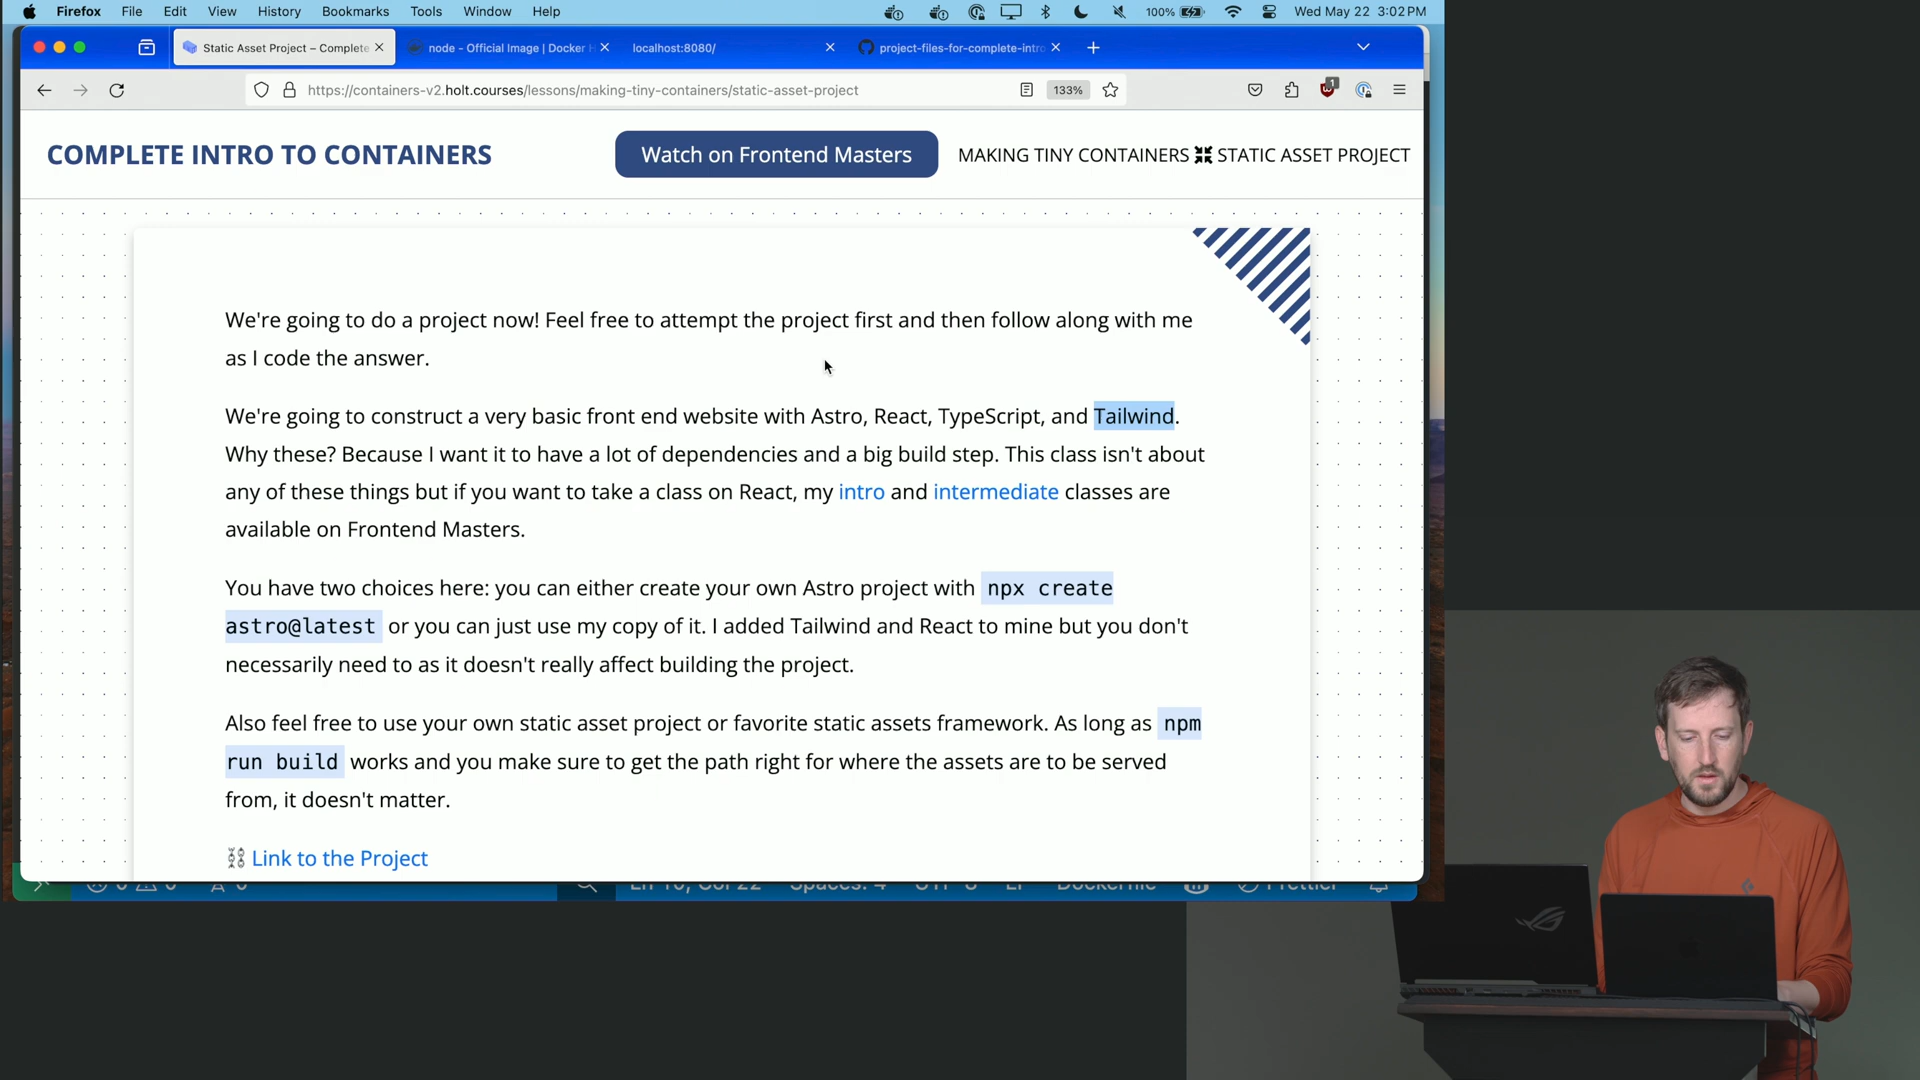 Firefox File Edit View History Bookmarks Tools Window Help 100% Wed May 22 3:02 PM
Static Asset Project – Complete node - Official Image | Docker H localhost:8080/ project-files-for-complete-intro
https://containers-v2.holt.courses/lessons/making-tiny-containers/static-asset-project 133% 1
COMPLETE INTRO TO CONTAINERS Watch on Frontend Masters MAKING TINY CONTAINERS STATIC ASSET PROJECT
We're going to do a project now! Feel free to attempt the project first and then follow along with me
as I code the answer.
We're going to construct a very basic front end website with Astro, React, TypeScript, and Tailwind.
Why these? Because I want it to have a lot of dependencies and a big build step. This class isn't about
any of these things but if you want to take a class on React, my intro and intermediate classes are
available on Frontend Masters.
You have two choices here: you can either create your own Astro project with npx create
astro@latest or you can just use my copy of it. I added Tailwind and React to mine but you don't
necessarily need to as it doesn't really affect building the project.
Also feel free to use your own static asset project or favorite static assets framework. As long as npm
run build works and you make sure to get the path right for where the assets are to be served
from, it doesn't matter.
Link to the Project